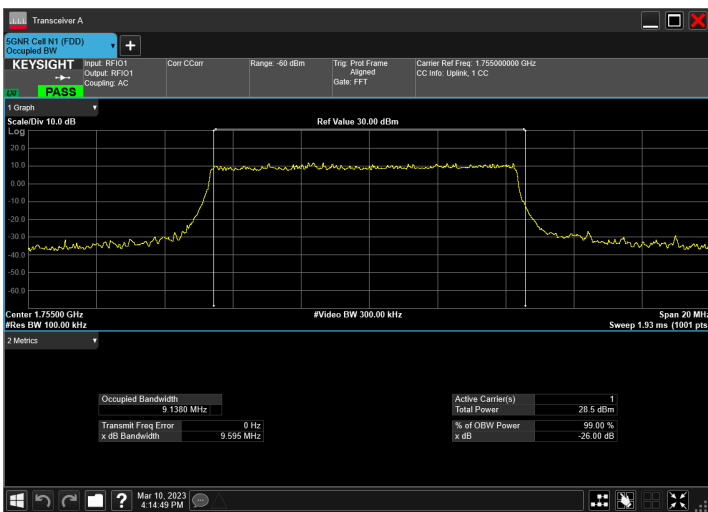 Transceiver A
5GNR Cell N1 (FDD)
Occupied BW
KEYSIGHT
LXI
PASS
Input: RFIO1
Output: RFIO1
Coupling: AC
Corr CCorr
Range: -60 dBm
Trig: Prot Frame
Aligned
Gate: FFT
Carrier Ref Freq: 1.755000000 GHz
CC Info: Uplink, 1 CC
1 Graph
Scale/Div 10.0 dB
Ref Value 30.00 dBm
Log
20.0
10.0
0.00
-10.0
-20.0
-30.0
-40.0
-50.0
-60.0
Center 1.75500 GHz
#Video BW 300.00 kHz
Span 20 MHz
#Res BW 100.00 kHz
Sweep 1.93 ms (1001 pts
2 Metrics
Occupied Bandwidth
9.1380 MHz
Transmit Freq Error 0 Hz
x dB Bandwidth 9.595 MHz
Active Carrier(s) 1
Total Power 28.5 dBm
% of OBW Power 99.00 %
x dB -26.00 dB
?
Mar 10, 2023
4:14:49 PM